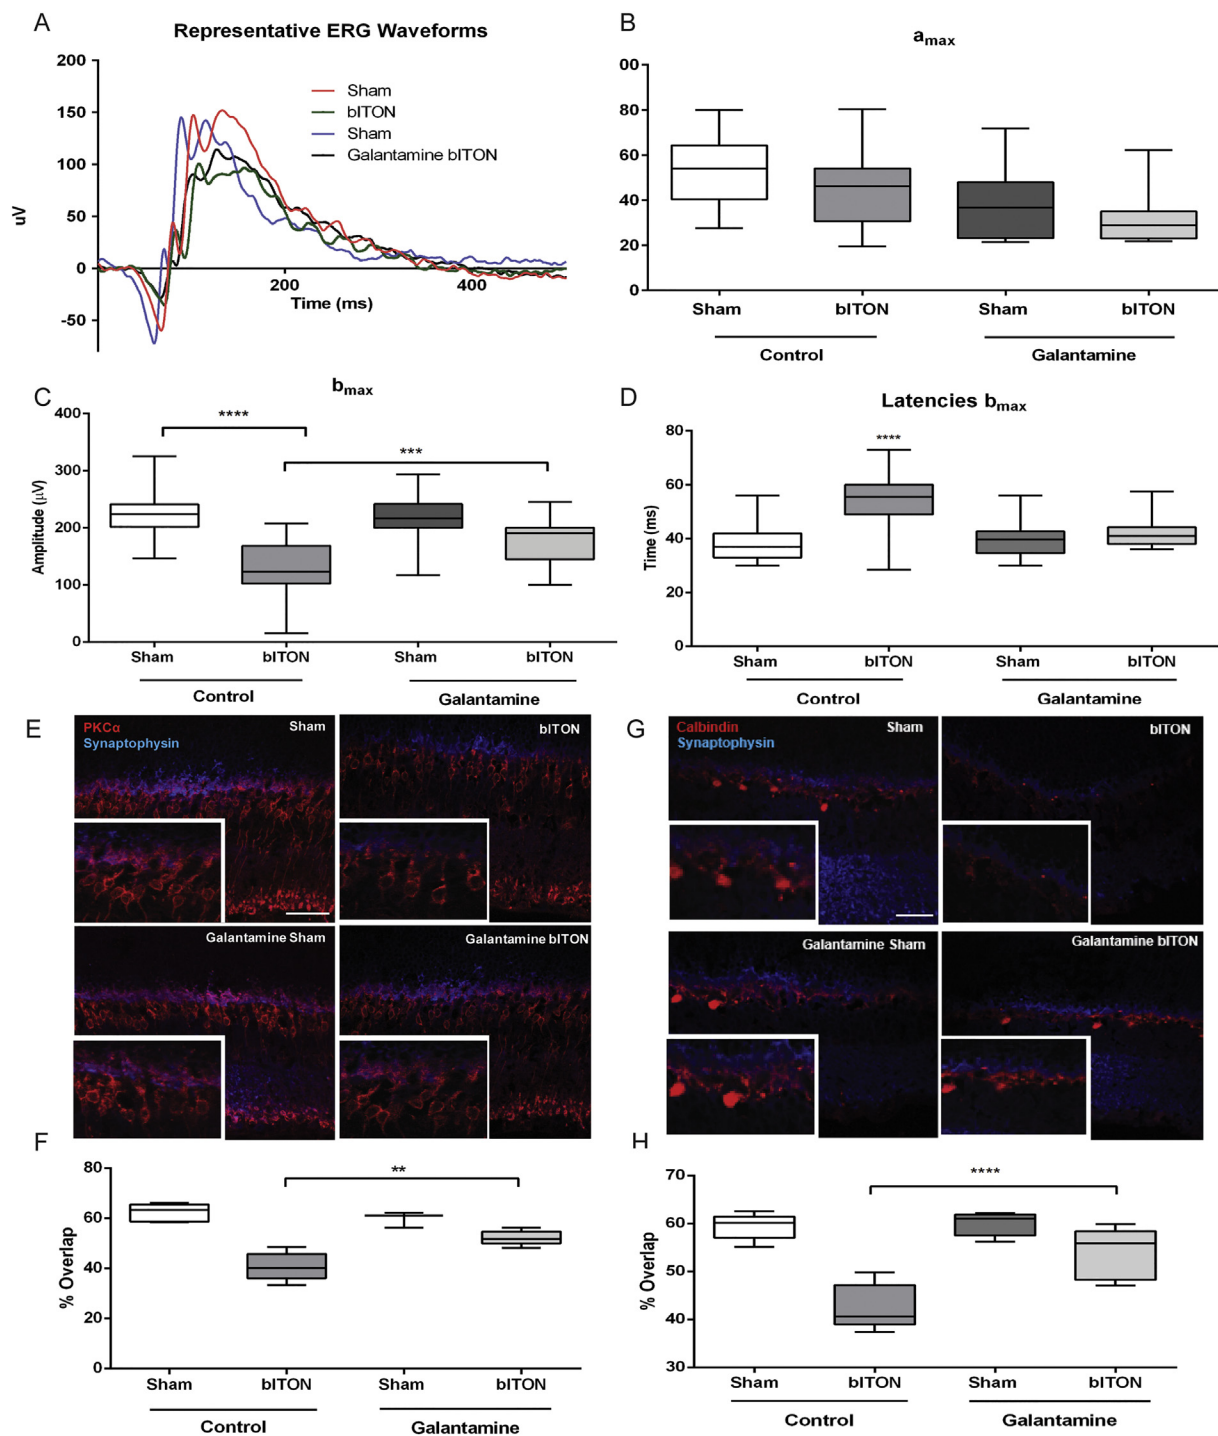 A
Representative ERG Waveforms
200
150
100
50
0
-50
uV
200
400
Time (ms)
Sham
bITON
Sham
Galantamine bITON
B
amax
00
80
60
40
20
00
Sham
bITON
Sham
bITON
Control
Galantamine
C
bmax
400
300
200
100
0
Amplitude (μV)
****
***
Sham
bITON
Sham
bITON
Control
Galantamine
D
Latencies bmax
80
60
40
20
0
Time (ms)
****
Sham
bITON
Sham
bITON
Control
Galantamine
E
PKCα
Synaptophysin
Sham
bITON
Galantamine Sham
Galantamine bITON
G
Calbindin
Synaptophysin
Sham
bITON
Galantamine Sham
Galantamine bITON
F
80
60
40
20
0
% Overlap
**
Sham
bITON
Sham
bITON
Control
Galantamine
H
70
60
50
40
30
% Overlap
****
Sham
bITON
Sham
bITON
Control
Galantamine